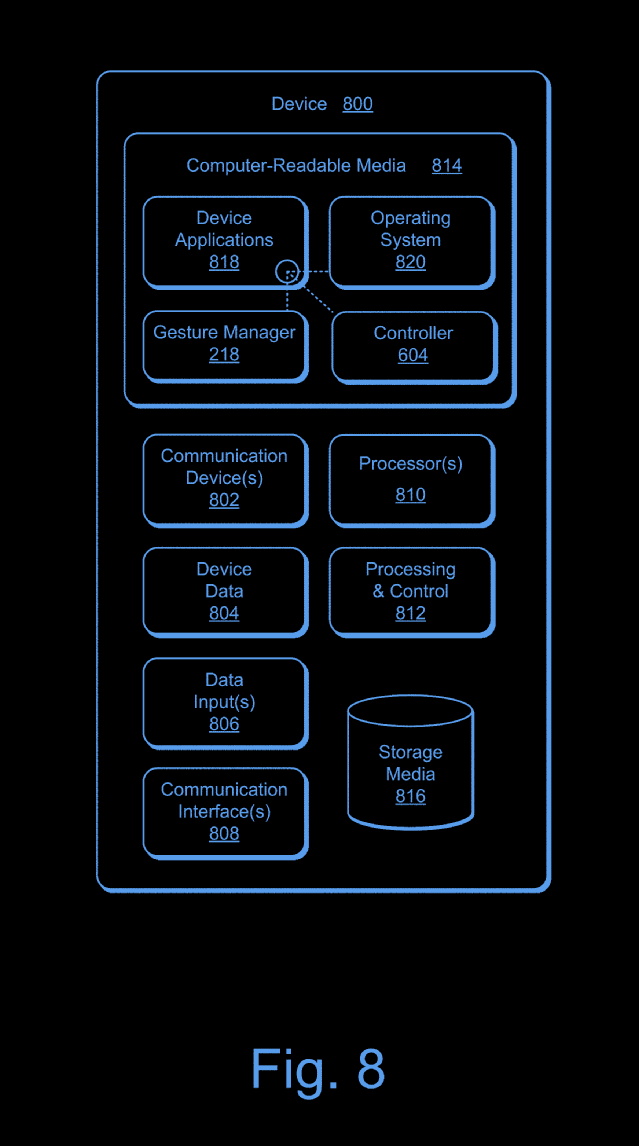 Device 800
Computer-Readable Media 814
Device
Applications
818
Operating
System
820
Gesture Manager
218
Controller
604
Communication
Device(s)
802
Processor(s)
810
Device
Data
804
Processing
& Control
812
Data
Input(s)
806
Storage
Media
816
Communication
Interface(s)
808
Fig. 8